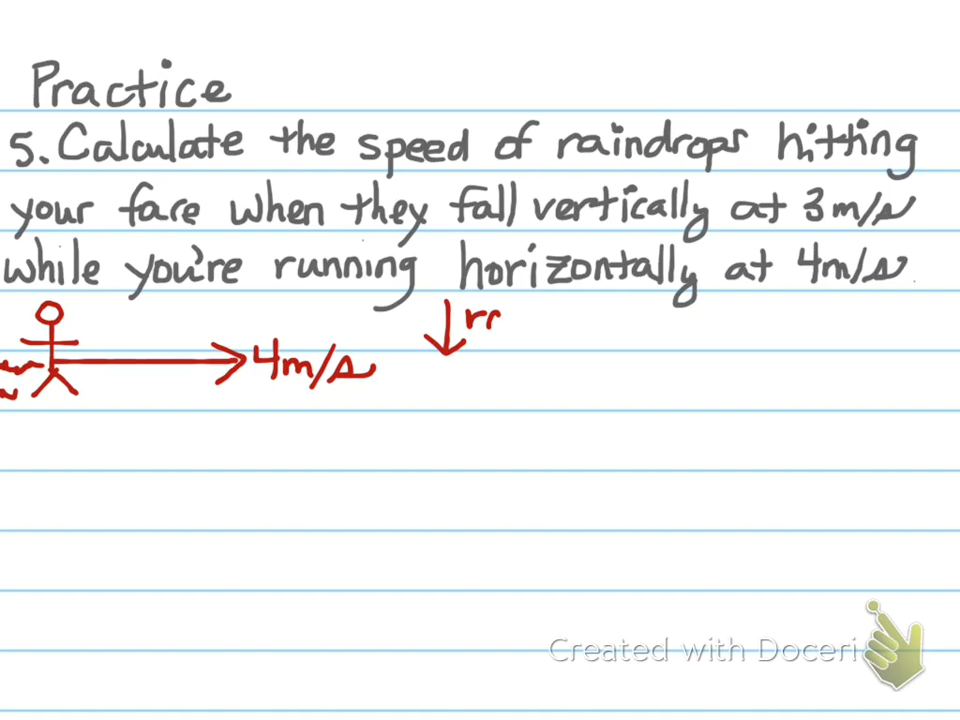 Practice
5. Calculate the speed of raindrops hitting
your face when they fall vertically at 3m/s
while you're running horizontally at 4m/s.
4m/s
Created with Doceri